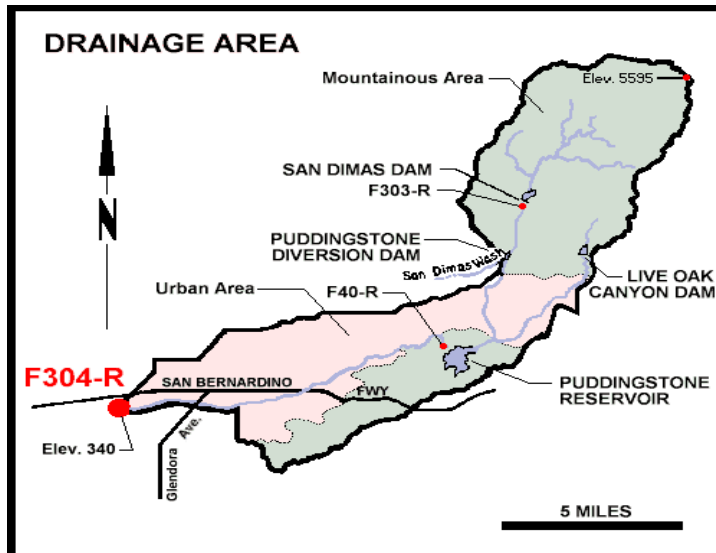 DRAINAGE AREA
Mountainous Area
Elev. 5595
N
SAN DIMAS DAM
F303-R
PUDDINGSTONE
DIVERSION DAM
San Dimas Wash
LIVE OAK
CANYON DAM
Urban Area
F40-R
F304-R
SAN BERNARDINO
FWY
PUDDINGSTONE
RESERVOIR
Elev. 340
Glendora
Ave.
5 MILES